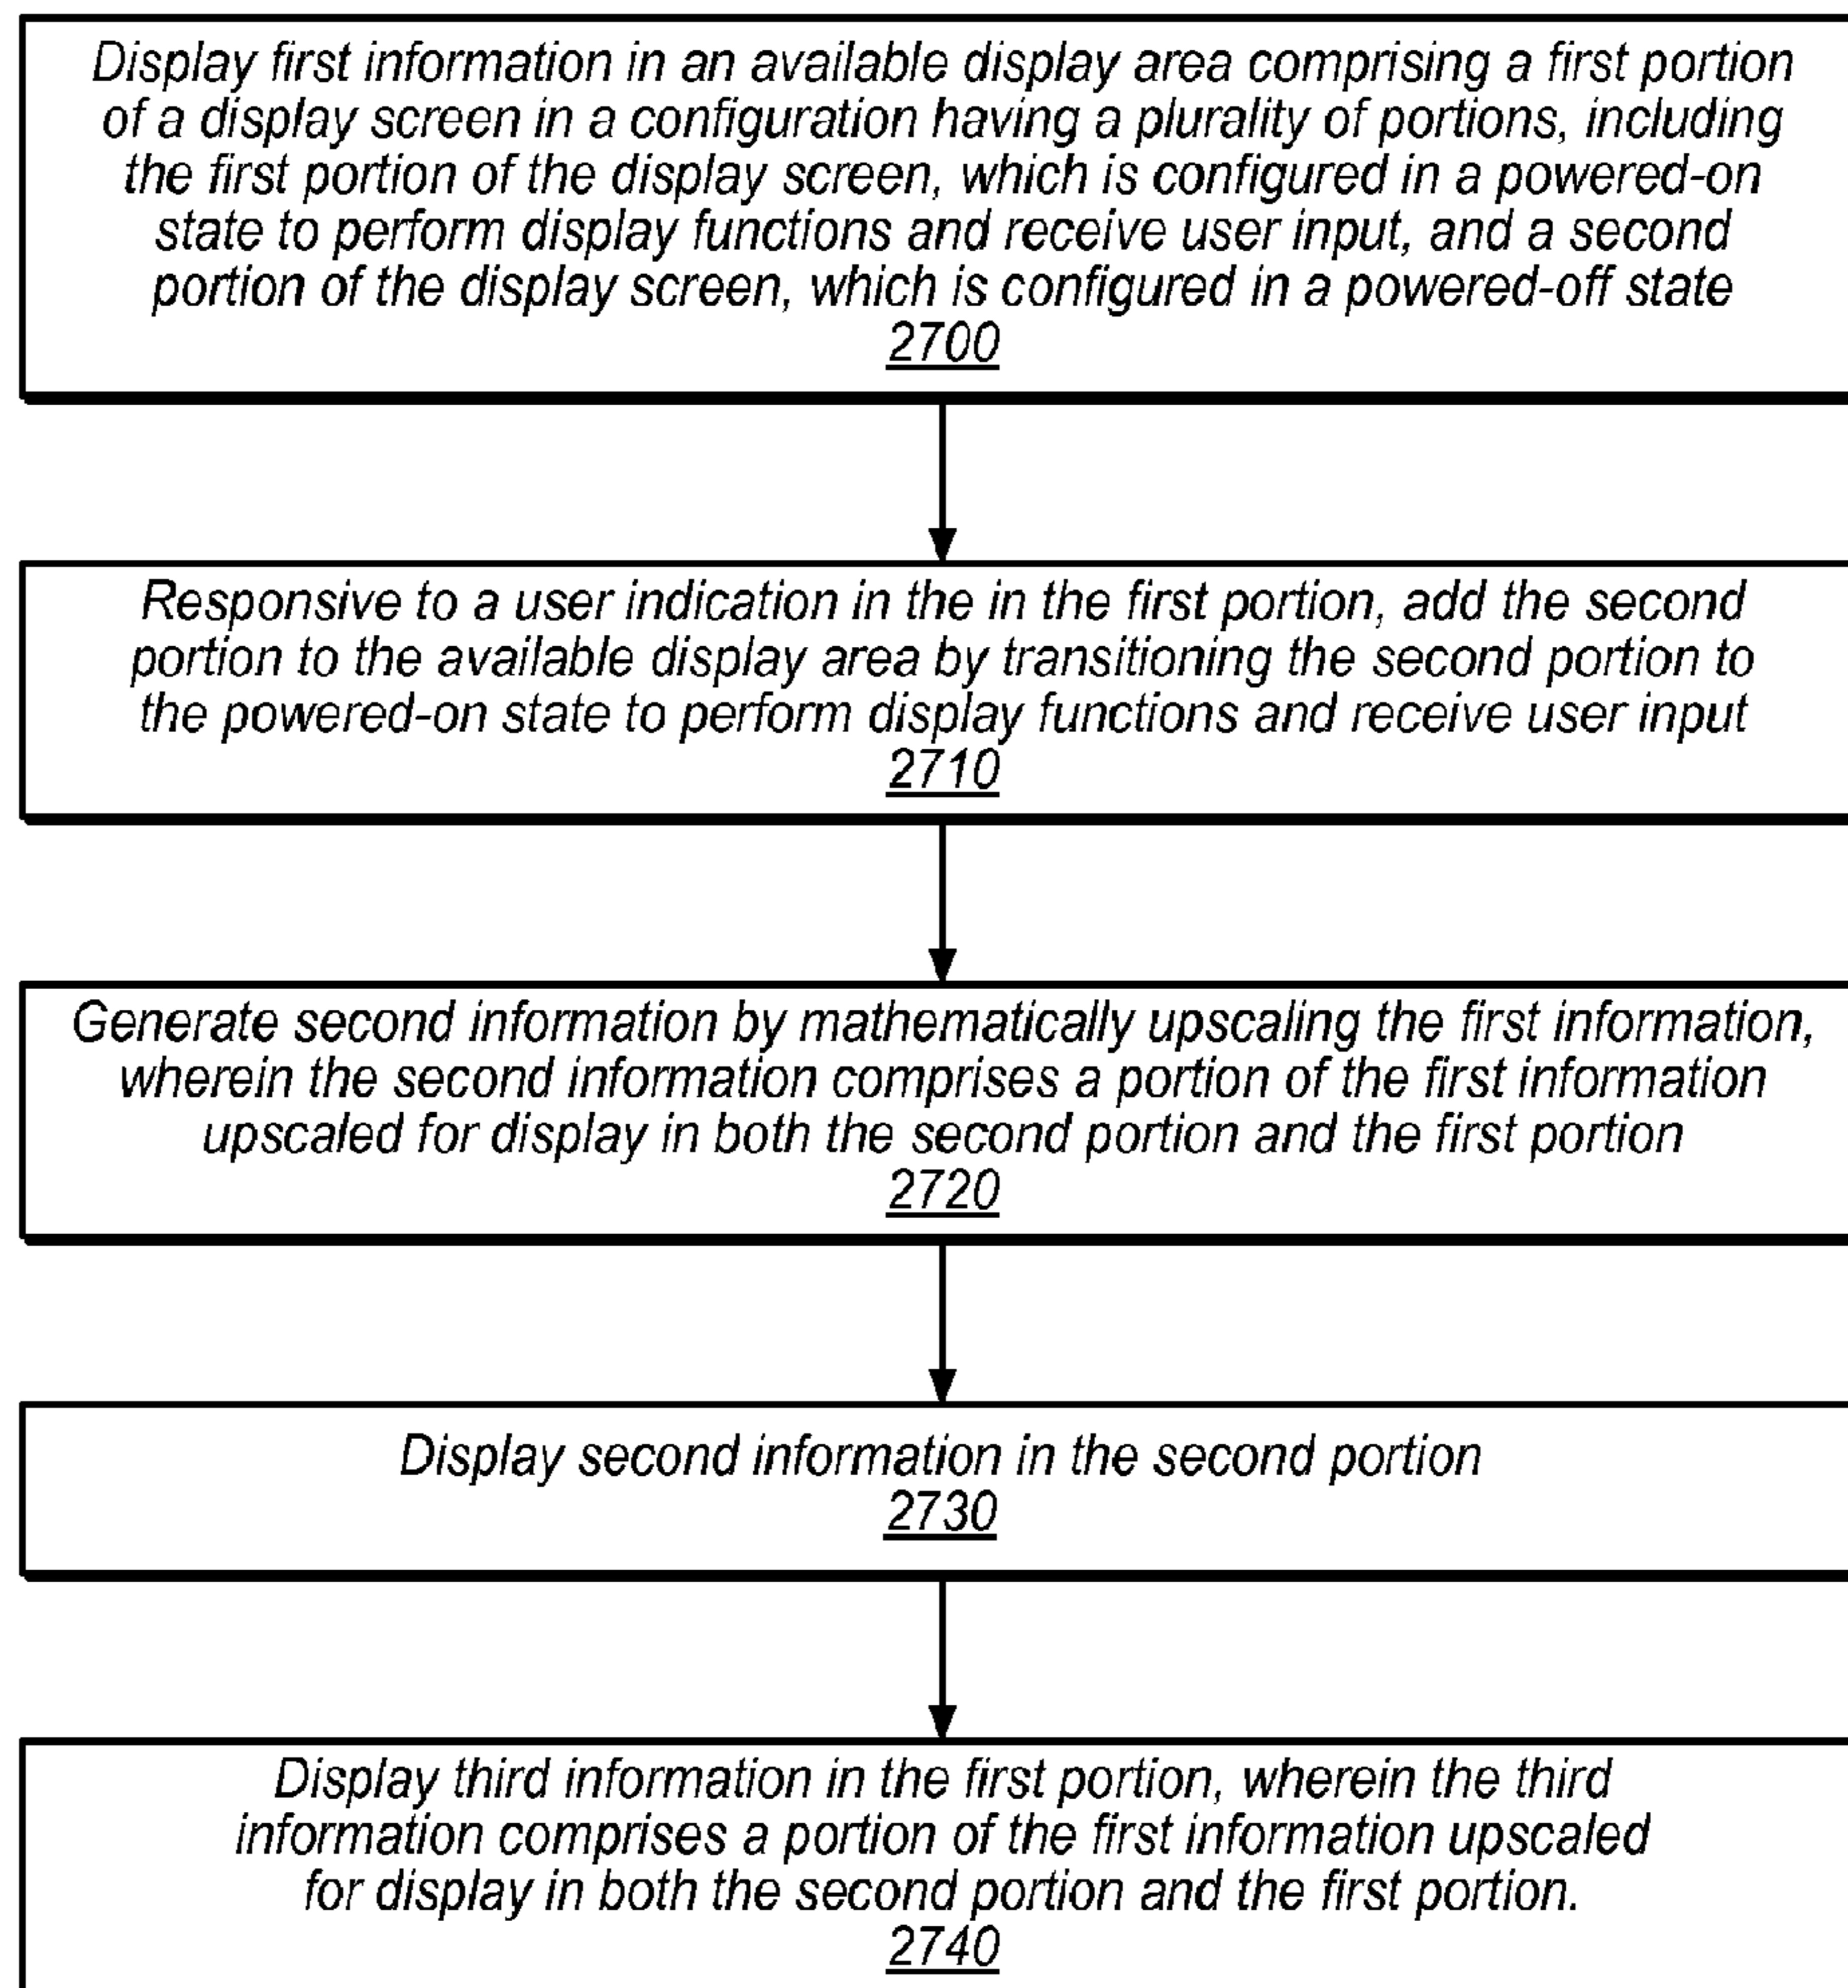 Display first information in an available display area comprising a first portion
of a display screen in a configuration having a plurality of portions, including
the first portion of the display screen, which is configured in a powered-on
state to perform display functions and receive user input, and a second
portion of the display screen, which is configured in a powered-off state
2700
Responsive to a user indication in the in the first portion, add the second
portion to the available display area by transitioning the second portion to
the powered-on state to perform display functions and receive user input
2710
Generate second information by mathematically upscaling the first information,
wherein the second information comprises a portion of the first information
upscaled for display in both the second portion and the first portion
2720
Display second information in the second portion
2730
Display third information in the first portion, wherein the third
information comprises a portion of the first information upscaled
for display in both the second portion and the first portion.
2740